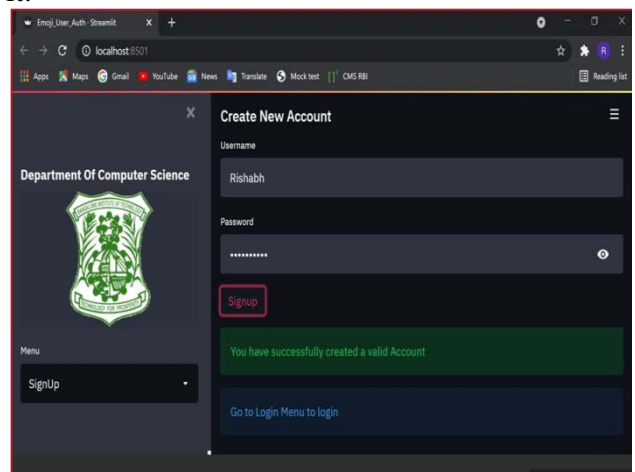 Emoji_User_Auth · Streamlit
localhost:8501
Apps Maps Gmail YouTube News Translate Mock test CMS RBI Reading list
Create New Account
Username
Rishabh
Department Of Computer Science
Password
Signup
You have successfully created a valid Account
Menu
SignUp
Go to Login Menu to login